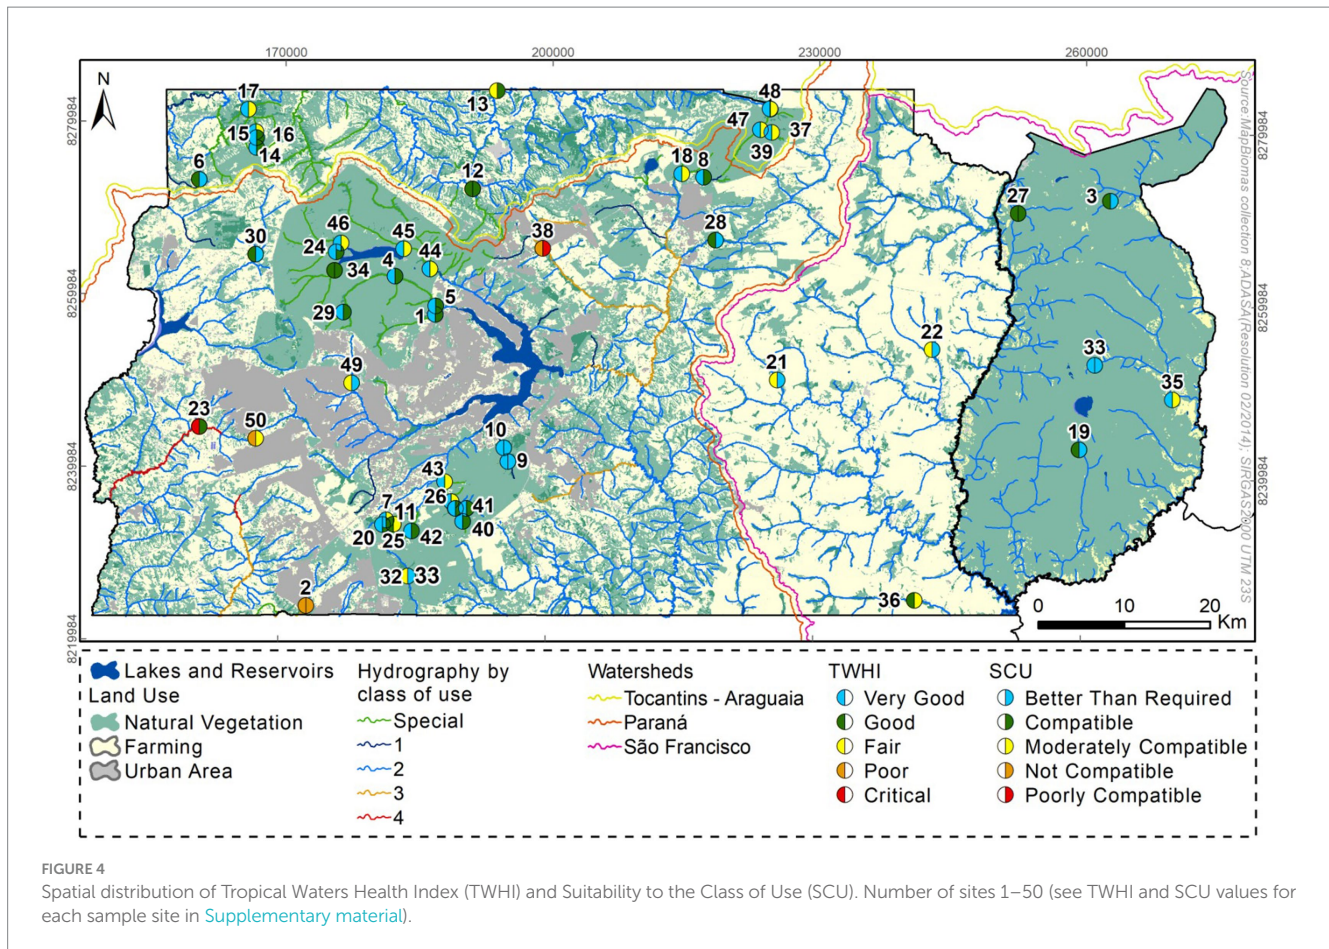 170000 200000 230000 260000
N
17
13
48
47
37
15 16
14
39
6
12
18 8
27
3
46
30
24
45
38
28
4 44
34
5
29
1
22
33
21
49
35
23
50
10
19
9
43
26
7
11
41
20
25
42
40
32 33
2
36
8279984
8259984
8239984
8219984
8279984
8259984
8239984
Source:MapBiomas collection 8;ADASA(Resolution 02/2014); SIRGAS200 UTM 23S
0 10 20
Km
Lakes and Reservoirs
Land Use
Natural Vegetation
Farming
Urban Area
Hydrography by
class of use
Special
1
2
3
4
Watersheds
Tocantins - Araguaia
Paraná
São Francisco
TWHI
Very Good
Good
Fair
Poor
Critical
SCU
Better Than Required
Compatible
Moderately Compatible
Not Compatible
Poorly Compatible
FIGURE 4
Spatial distribution of Tropical Waters Health Index (TWHI) and Suitability to the Class of Use (SCU). Number of sites 1–50 (see TWHI and SCU values for
each sample site in Supplementary material).